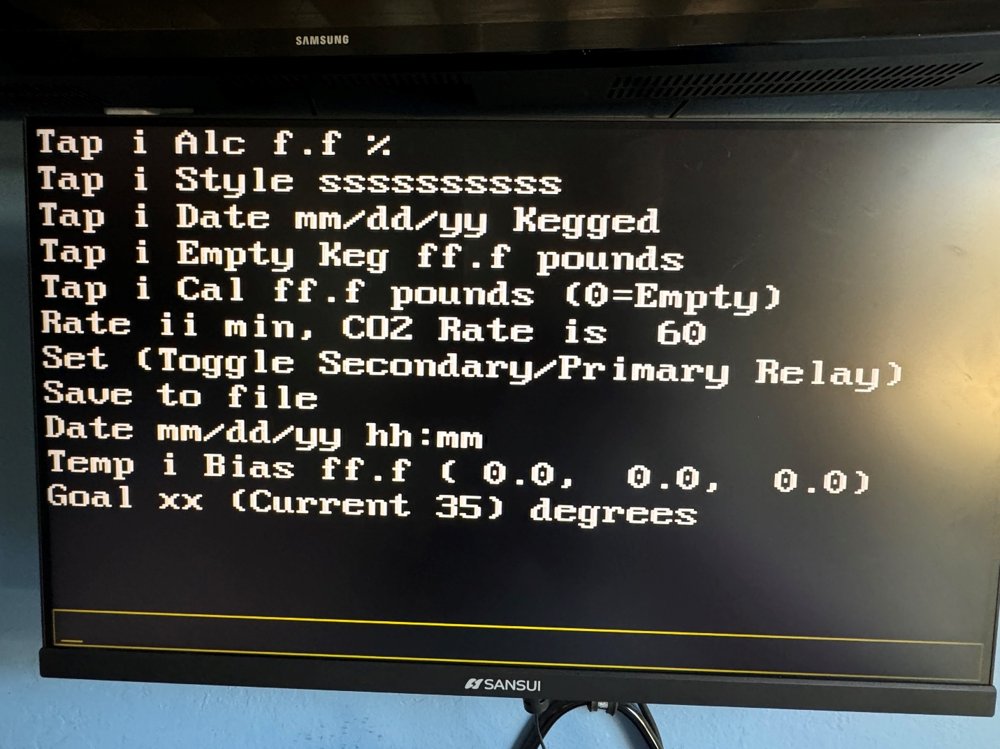 SAMSUNG
Tap i Alc f.f %
Tap i Style ssssssssss
Tap i Date mm/dd/yy Kegged
Tap i Empty Keg ff.f pounds
Tap i Cal ff.f pounds (0=Empty)
Rate ii min, CO2 Rate is 60
Set (Toggle Secondary/Primary Relay)
Save to file
Date mm/dd/yy hh:mm
Temp i Bias ff.f ( 0.0, 0.0, 0.0)
Goal xx (Current 35) degrees
_
SANSUI